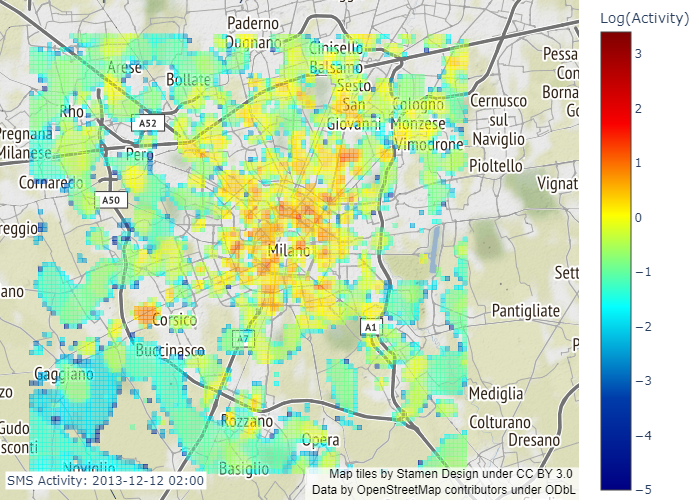 Log(Activity)
Paderno
Dugnano
Cinisello
Balsamo
Arese
Bollate
Sesto
San
Giovanni
Cologno
Monzese
Vimodrone
Cernusco
sul
Naviglio
Pioltello
Pessa
Con
Borna
Go
Vignat
Rho
A52
Pregnana
Milanese
Pero
Cornaredo
A50
reggio
Milano
ano
Sett
Pantigliate
P
Corsico
A7
A1
Buccinasco
Gaggiano
zo
Gudo
sconti
Rozzano
Opera
Mediglia
Colturano
Dresano
Noviglio
Basiglio
SMS Activity: 2013-12-12 02:00
Map tiles by Stamen Design under CC BY 3.0
Data by OpenStreetMap contributors under ODbL
3
2
1
0
−1
−2
−3
−4
−5